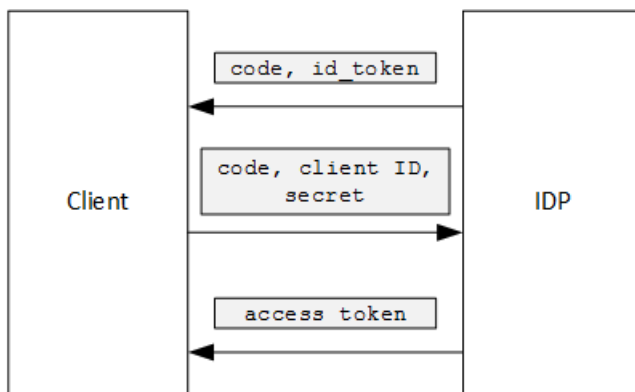 code, id_token
code, client ID,
secret
Client
IDP
access token